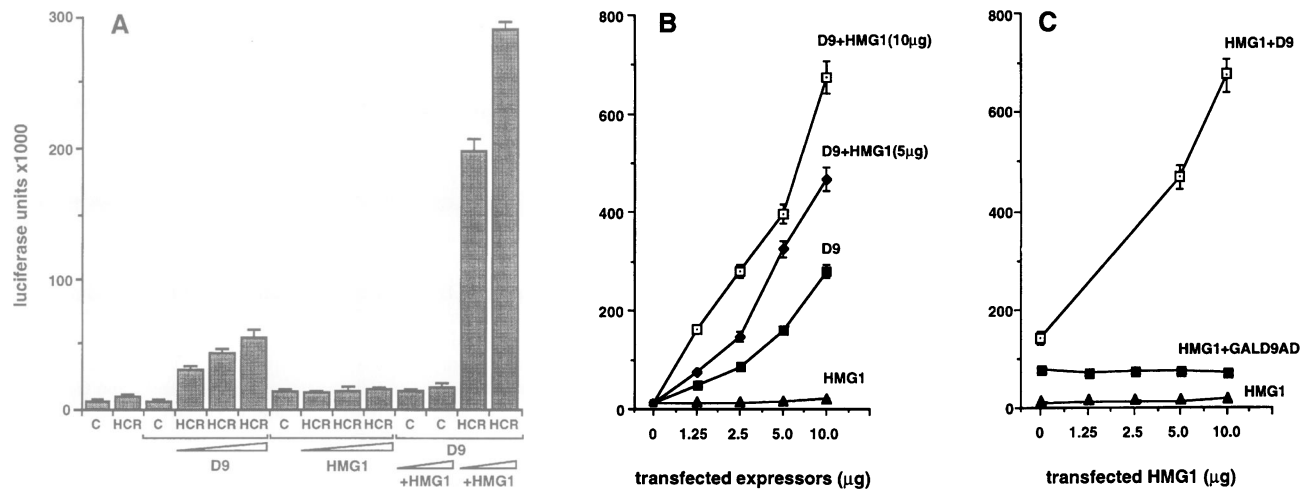 A
300
200
100
0
luciferase units x1000
C HCR C HCR HCR HCR C HCR HCR HCR C C HCR HCR
D9 HMG1 D9
+HMG1 +HMG1
B
800
600
400
200
0
D9+HMG1(10μg)
D9+HMG1(5μg)
D9
HMG1
0 1.25 2.5 5.0 10.0
transfected expressors (μg)
C
800
600
400
200
0
HMG1+D9
HMG1+GALD9AD
HMG1
0 1.25 2.5 5.0 10.0
transfected HMG1 (μg)